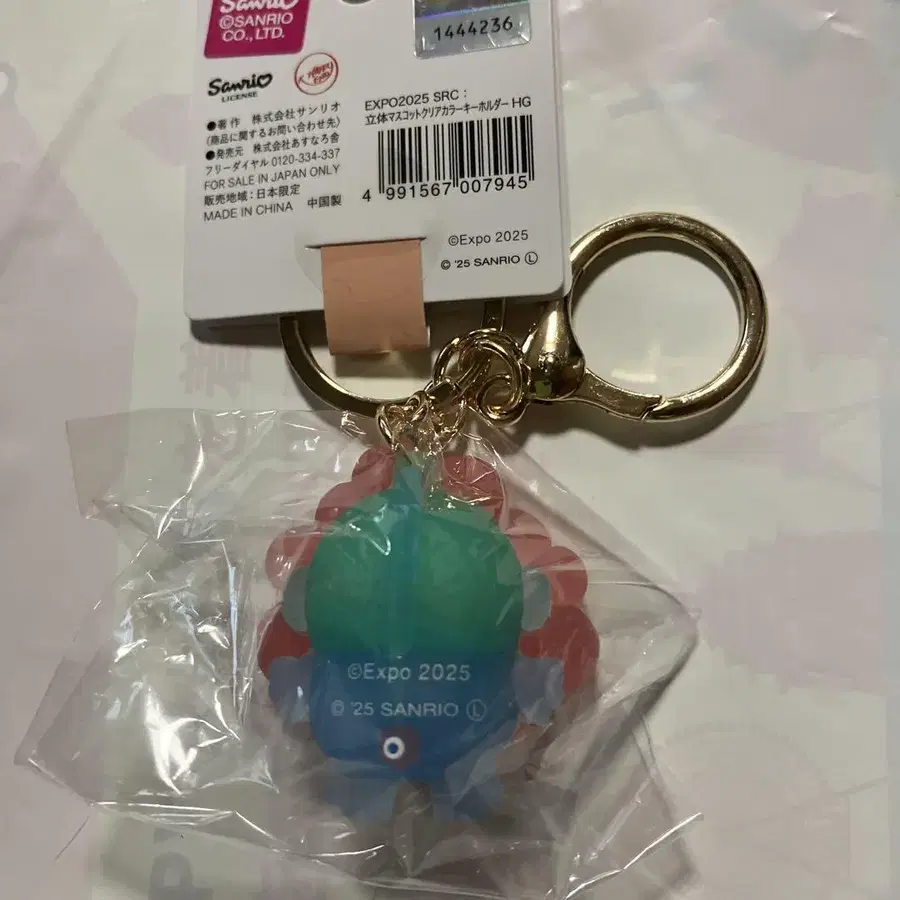 Sanrio
©SANRIO
CO., LTD.
1444236
Sanrio
LICENSE
EXPO2025 SRC：
立体マスコットクリアカラーキーホルダー HG
●著作 株式会社サンリオ
(商品に関するお問い合わせ先)
●発売元 株式会社あすなろ舎
フリーダイヤル 0120-334-337
FOR SALE IN JAPAN ONLY
販売地域：日本限定
MADE IN CHINA 中国製
4 991567 007945
©Expo 2025
© '25 SANRIO Ⓛ
©Expo 2025
© '25 SANRIO Ⓛ